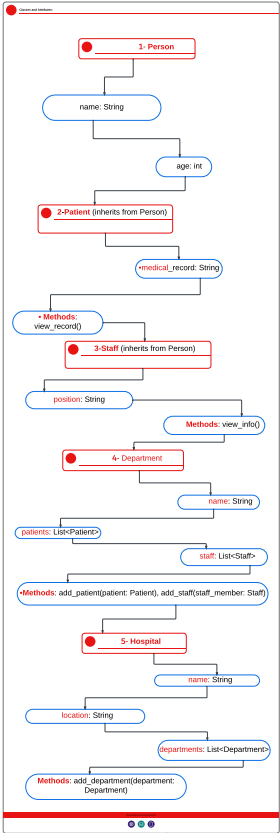 Classes and Attributes:
1- Person
name: String
age: int
2-Patient (inherits from Person)
•medical_record: String
• Methods:
view_record()
3-Staff (inherits from Person)
position: String
Methods: view_info()
4- Department
name: String
patients: List<Patient>
staff: List<Staff>
•Methods: add_patient(patient: Patient), add_staff(staff_member: Staff)
5- Hospital
name: String
location: String
departments: List<Department>
Methods: add_department(department:
Department)